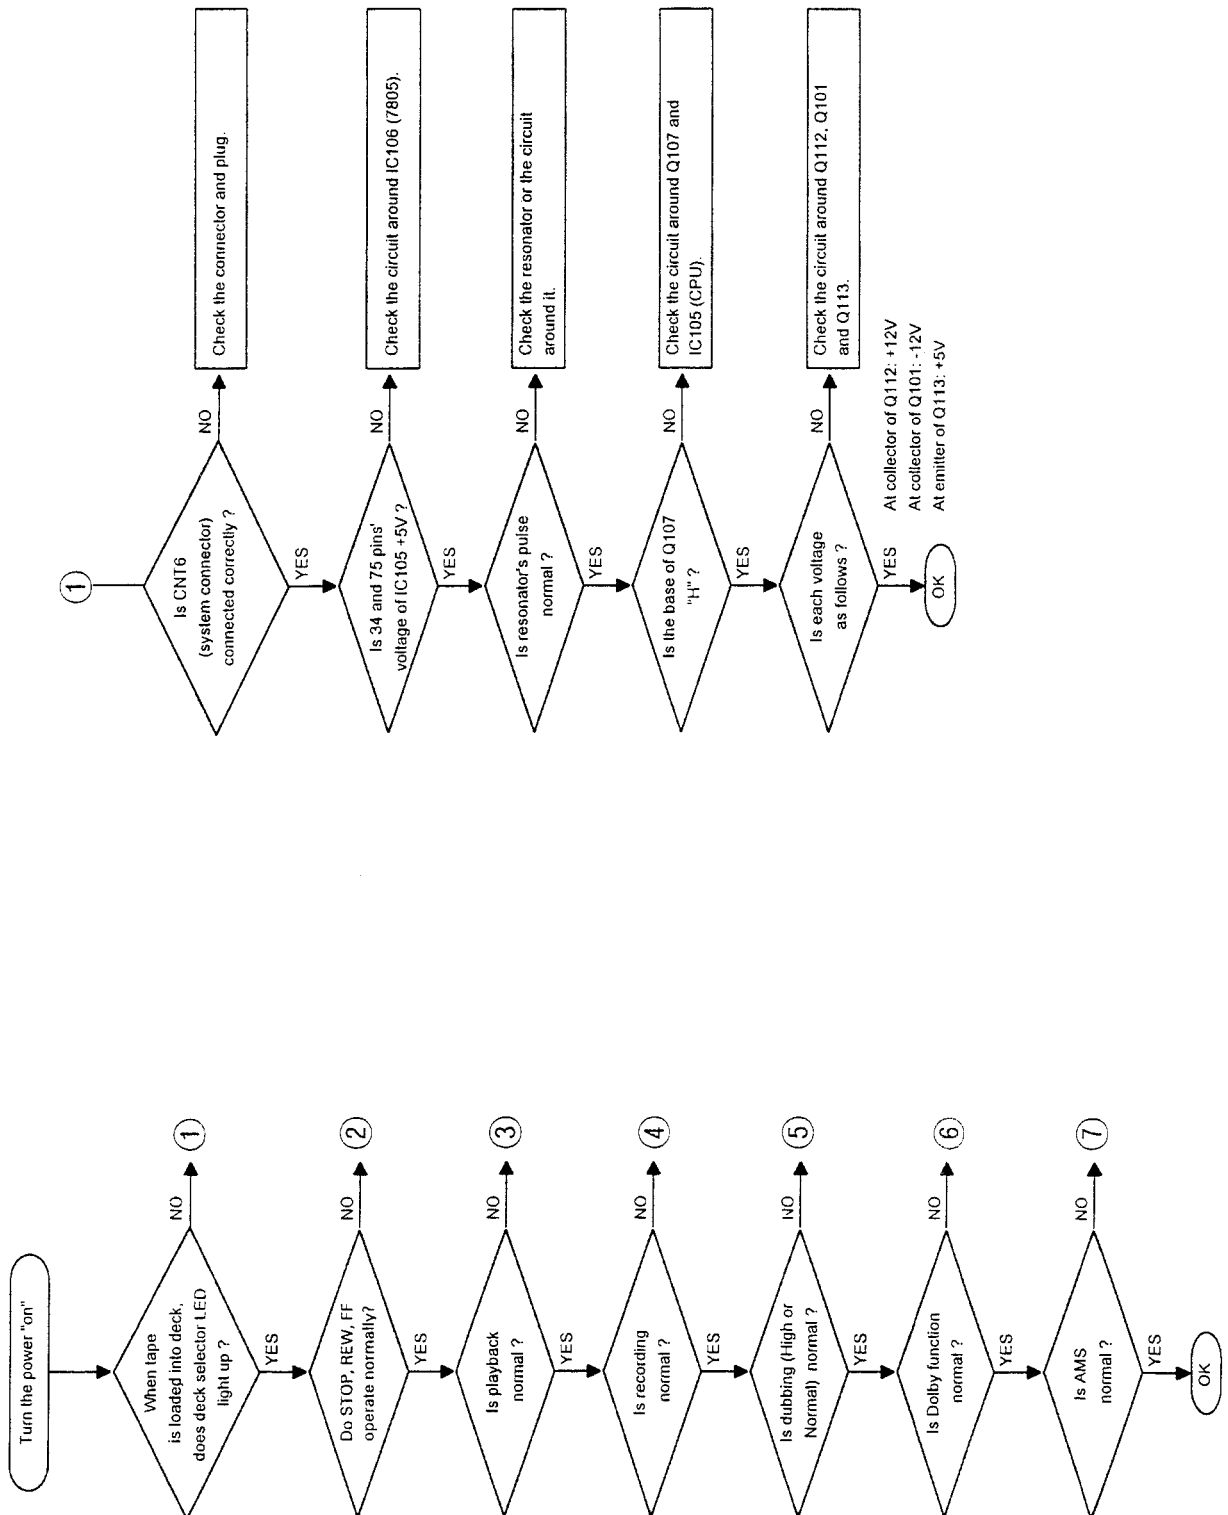 Turn the power "on"
When tape
is loaded into deck,
does deck selector LED
light up ?
NO
①
YES
Do STOP, REW, FF
operate normally?
NO
②
YES
Is playback
normal ?
NO
③
YES
Is recording
normal ?
NO
④
YES
Is dubbing (High or
Normal) normal ?
NO
⑤
YES
Is Dolby function
normal ?
NO
⑥
YES
Is AMS
normal ?
NO
⑦
YES
OK
①
Is CNT6
(system connector)
connected correctly ?
NO
Check the connector and plug.
YES
Is 34 and 75 pins'
voltage of IC105 +5V ?
NO
Check the circuit around IC106 (7805).
YES
Is resonator's pulse
normal ?
NO
Check the resonator or the circuit
around it.
YES
Is the base of Q107
"H" ?
NO
Check the circuit around Q107 and
IC105 (CPU).
YES
Is each voltage
as follows ?
NO
Check the circuit around Q112, Q101
and Q113.
At collector of Q112: +12V
At collector of Q101: -12V
At emitter of Q113: +5V
YES
OK